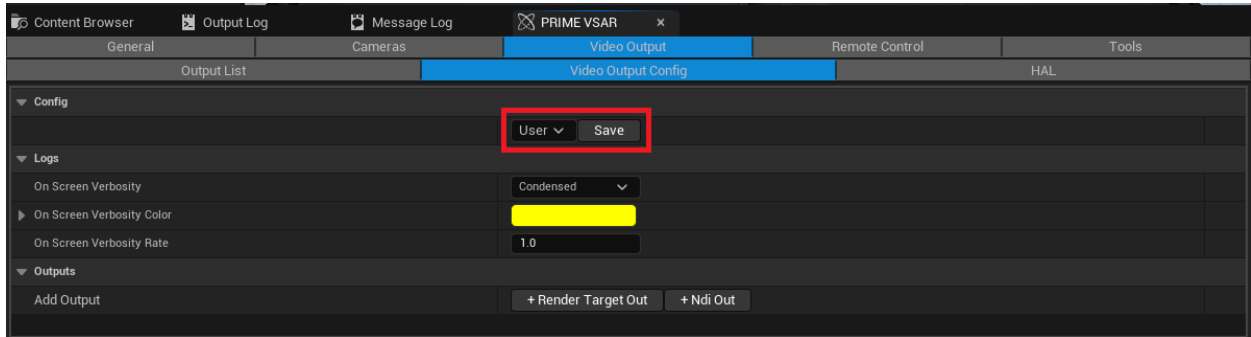 Content Browser Output Log Message Log PRIME VSAR ×
General Cameras Video Output Remote Control Tools
Output List Video Output Config HAL
Config
User Save
Logs
On Screen Verbosity Condensed
On Screen Verbosity Color
On Screen Verbosity Rate 1.0
Outputs
Add Output + Render Target Out + Ndi Out